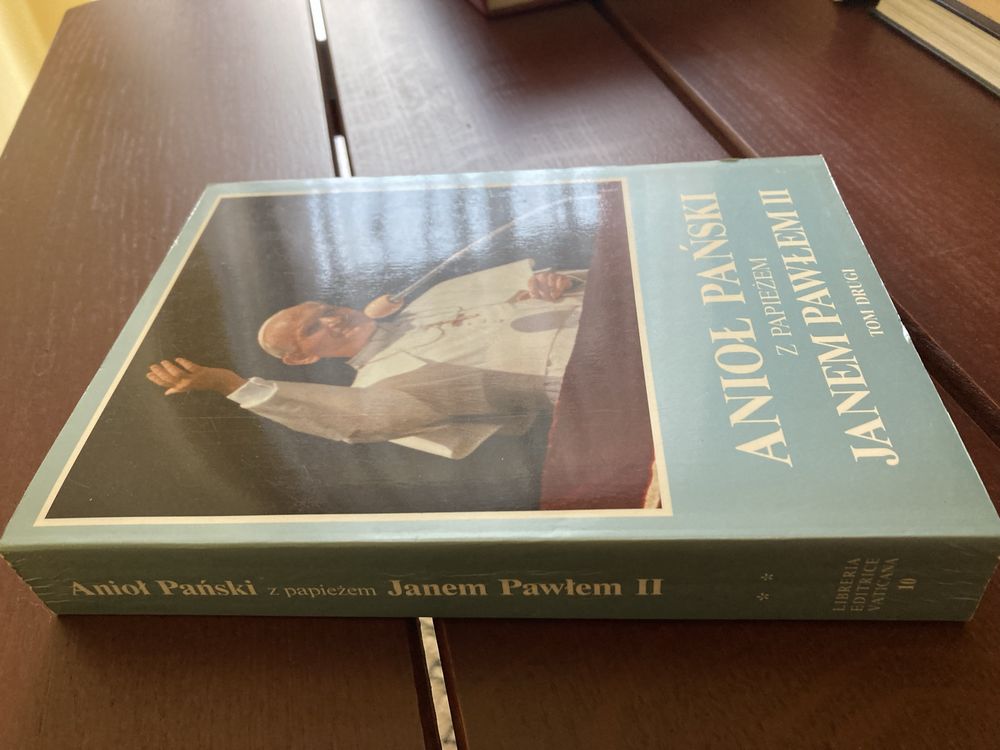 ANIOŁ PAŃSKI
Z PAPIEŻEM
JANEM PAWŁEM II
TOM DRUGI
Anioł Pański z papieżem Janem Pawłem II
* *
LIBRERIA
EDITRICE
VATICANA
10